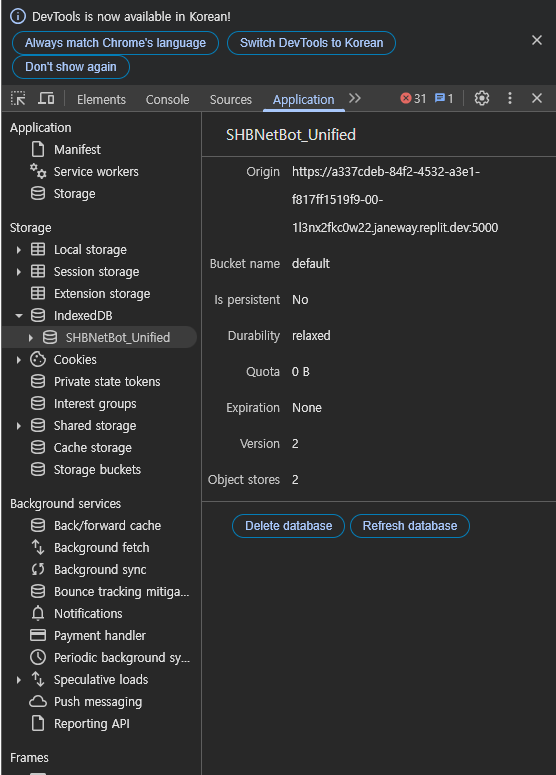 DevTools is now available in Korean!
Always match Chrome's language
Switch DevTools to Korean
Don't show again
Elements
Console
Sources
Application
31
1
Application
Manifest
Service workers
Storage
Storage
Local storage
Session storage
Extension storage
IndexedDB
SHBNetBot_Unified
Cookies
Private state tokens
Interest groups
Shared storage
Cache storage
Storage buckets
Background services
Back/forward cache
Background fetch
Background sync
Bounce tracking mitiga...
Notifications
Payment handler
Periodic background sy...
Speculative loads
Push messaging
Reporting API
Frames
SHBNetBot_Unified
Origin https://a337cdeb-84f2-4532-a3e1-
f817ff1519f9-00-
1l3nx2fkc0w22.janeway.replit.dev:5000
Bucket name default
Is persistent No
Durability relaxed
Quota 0 B
Expiration None
Version 2
Object stores 2
Delete database
Refresh database